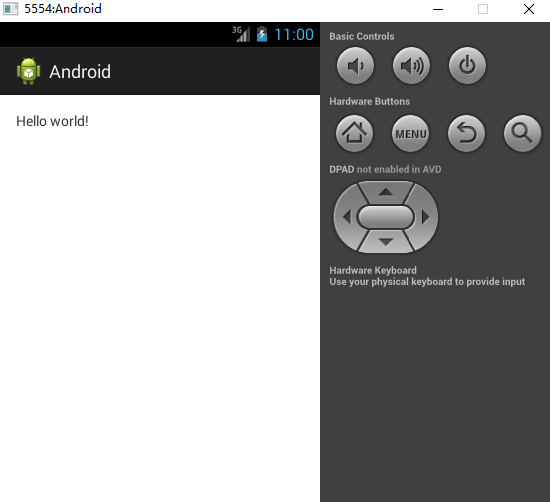 5554:Android
3G 11:00
Android
Hello world!
Basic Controls
Hardware Buttons
MENU
DPAD not enabled in AVD
Hardware Keyboard
Use your physical keyboard to provide input